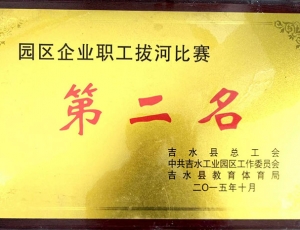 园区企业职工拔河比赛
第二名
吉水县总工会
中共吉水工业园区工作委员会
吉水县教育体育局
二〇一五年十月